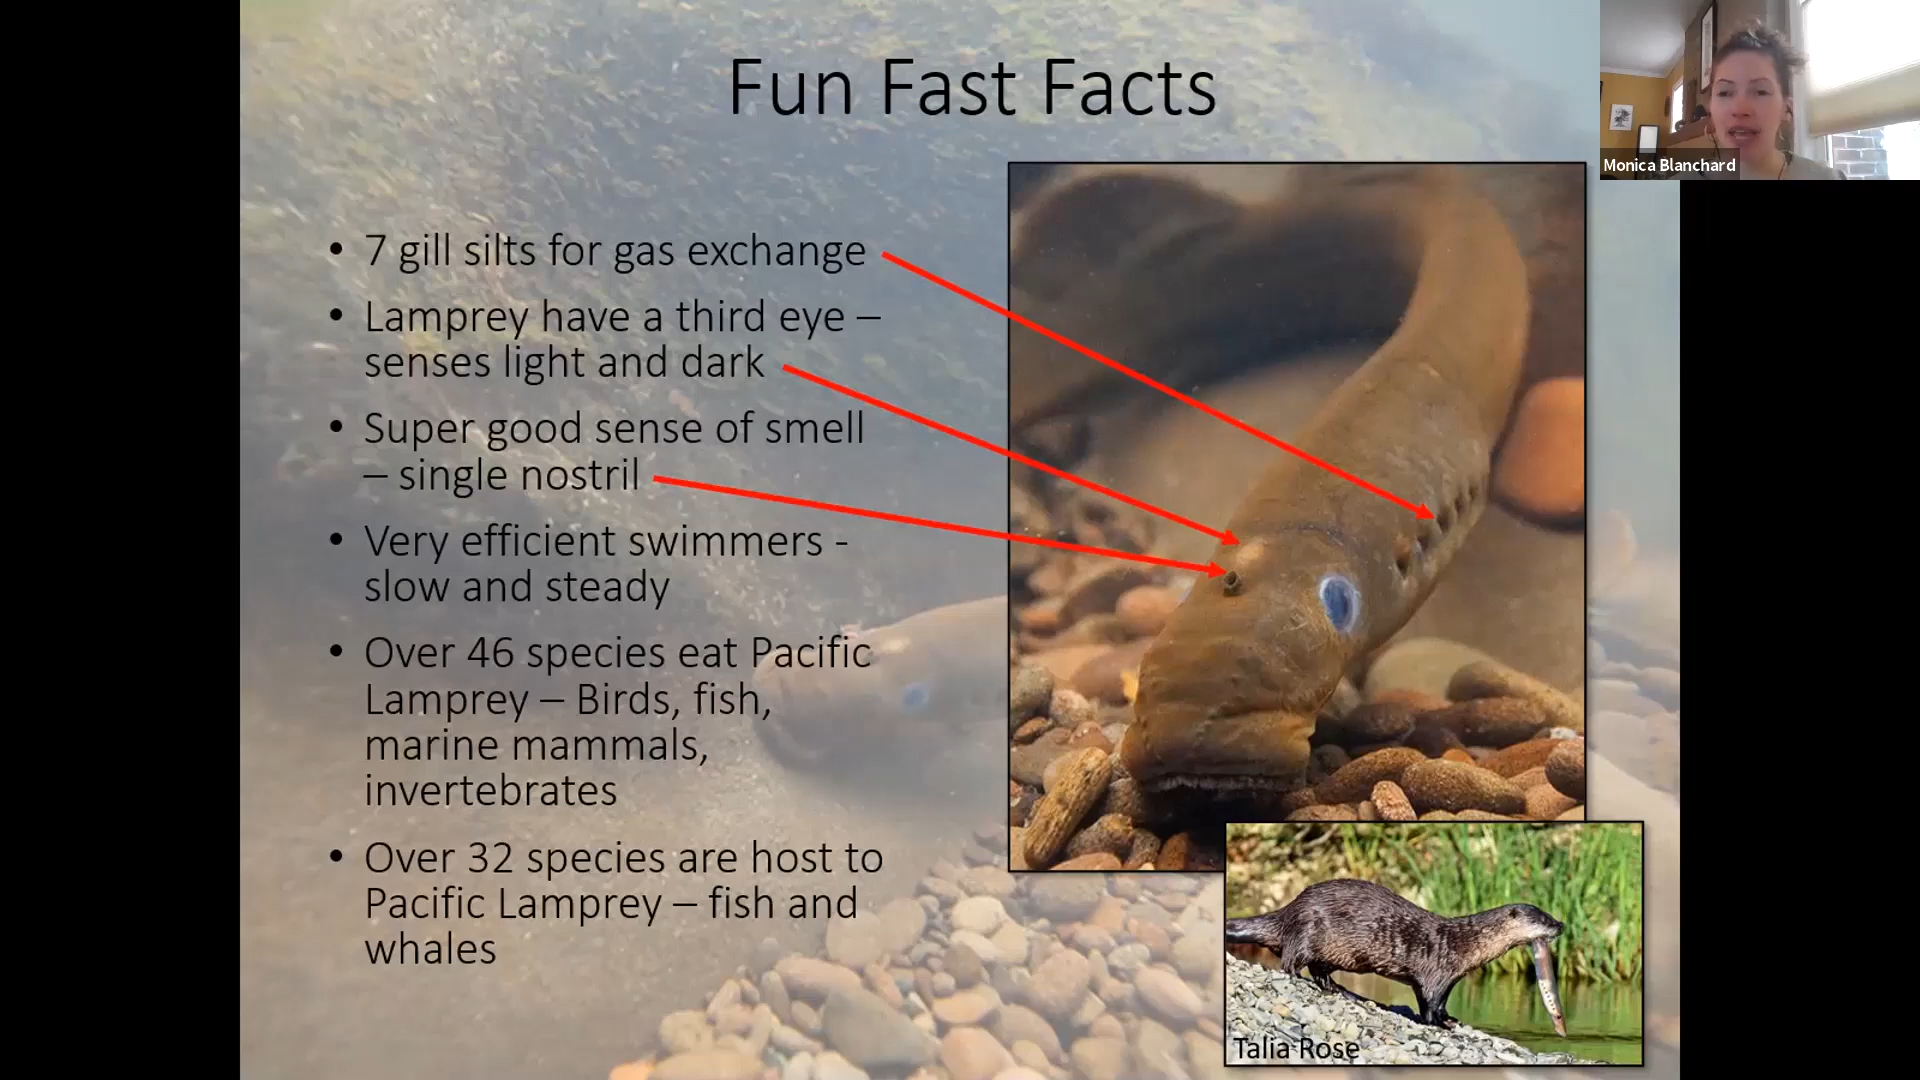 Fun Fast Facts
Monica Blanchard
• 7 gill silts for gas exchange
• Lamprey have a third eye –
senses light and dark
• Super good sense of smell
– single nostril
• Very efficient swimmers -
slow and steady
• Over 46 species eat Pacific
Lamprey – Birds, fish,
marine mammals,
invertebrates
• Over 32 species are host to
Pacific Lamprey – fish and
whales
Talia Rose